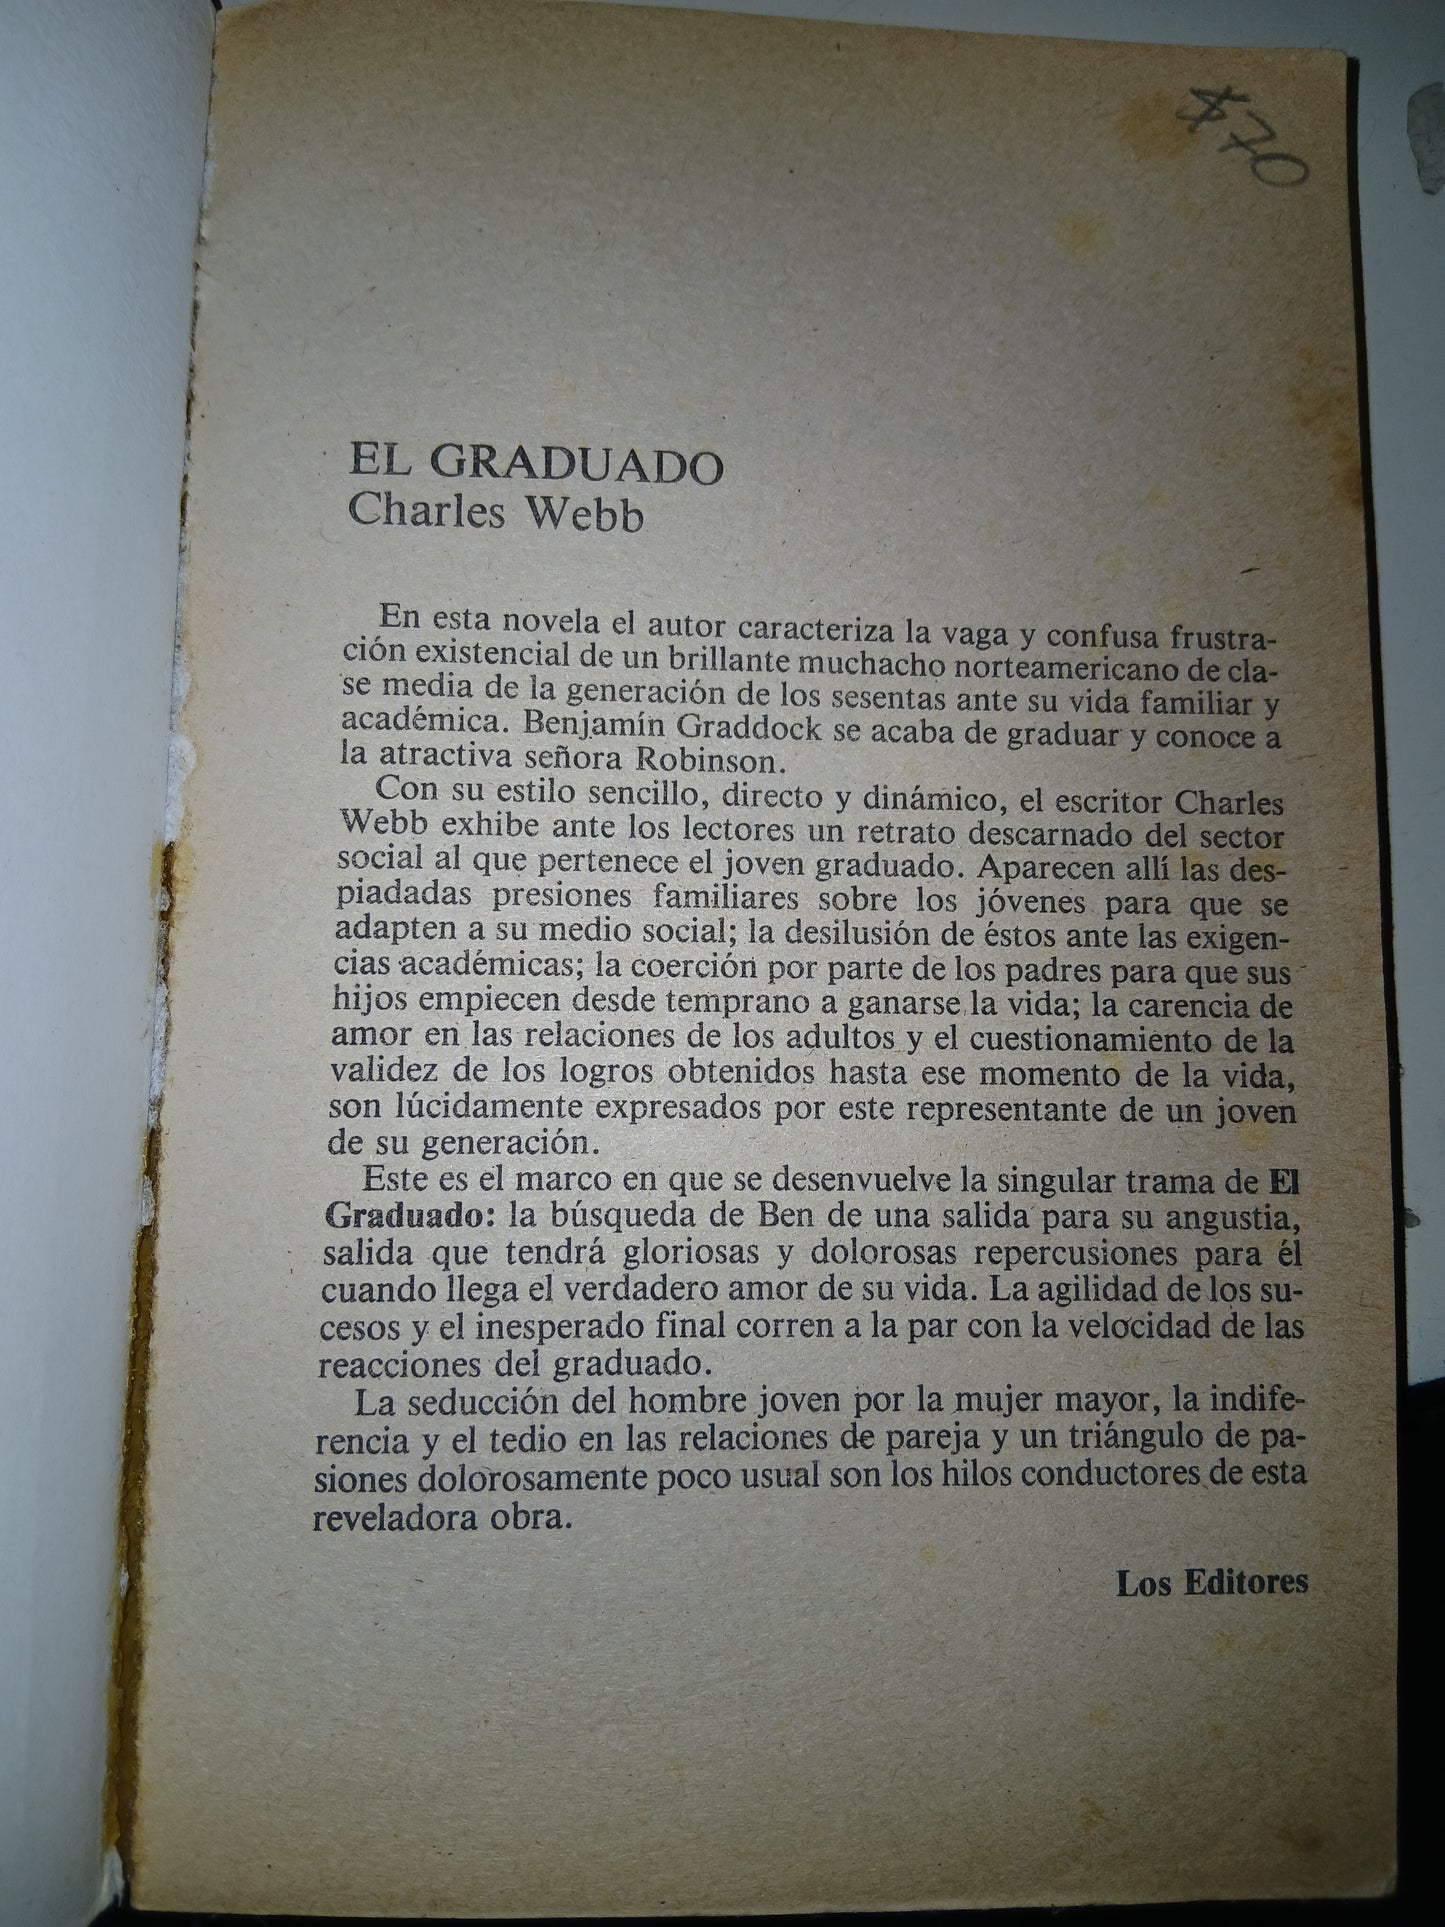 $70
EL GRADUADO
Charles Webb
En esta novela el autor caracteriza la vaga y confusa frustra-
ción existencial de un brillante muchacho norteamericano de cla-
se media de la generación de los sesentas ante su vida familiar y
académica. Benjamín Graddock se acaba de graduar y conoce a
la atractiva señora Robinson.
Con su estilo sencillo, directo y dinámico, el escritor Charles
Webb exhibe ante los lectores un retrato descarnado del sector
social al que pertenece el joven graduado. Aparecen allí las des-
piadadas presiones familiares sobre los jóvenes para que se
adapten a su medio social; la desilusión de éstos ante las exigen-
cias académicas; la coerción por parte de los padres para que sus
hijos empiecen desde temprano a ganarse la vida; la carencia de
amor en las relaciones de los adultos y el cuestionamiento de la
validez de los logros obtenidos hasta ese momento de la vida,
son lúcidamente expresados por este representante de un joven
de su generación.
Este es el marco en que se desenvuelve la singular trama de El
Graduado: la búsqueda de Ben de una salida para su angustia,
salida que tendrá gloriosas y dolorosas repercusiones para él
cuando llega el verdadero amor de su vida. La agilidad de los su-
cesos y el inesperado final corren a la par con la velocidad de las
reacciones del graduado.
La seducción del hombre joven por la mujer mayor, la indife-
rencia y el tedio en las relaciones de pareja y un triángulo de pa-
siones dolorosamente poco usual son los hilos conductores de esta
reveladora obra.
Los Editores